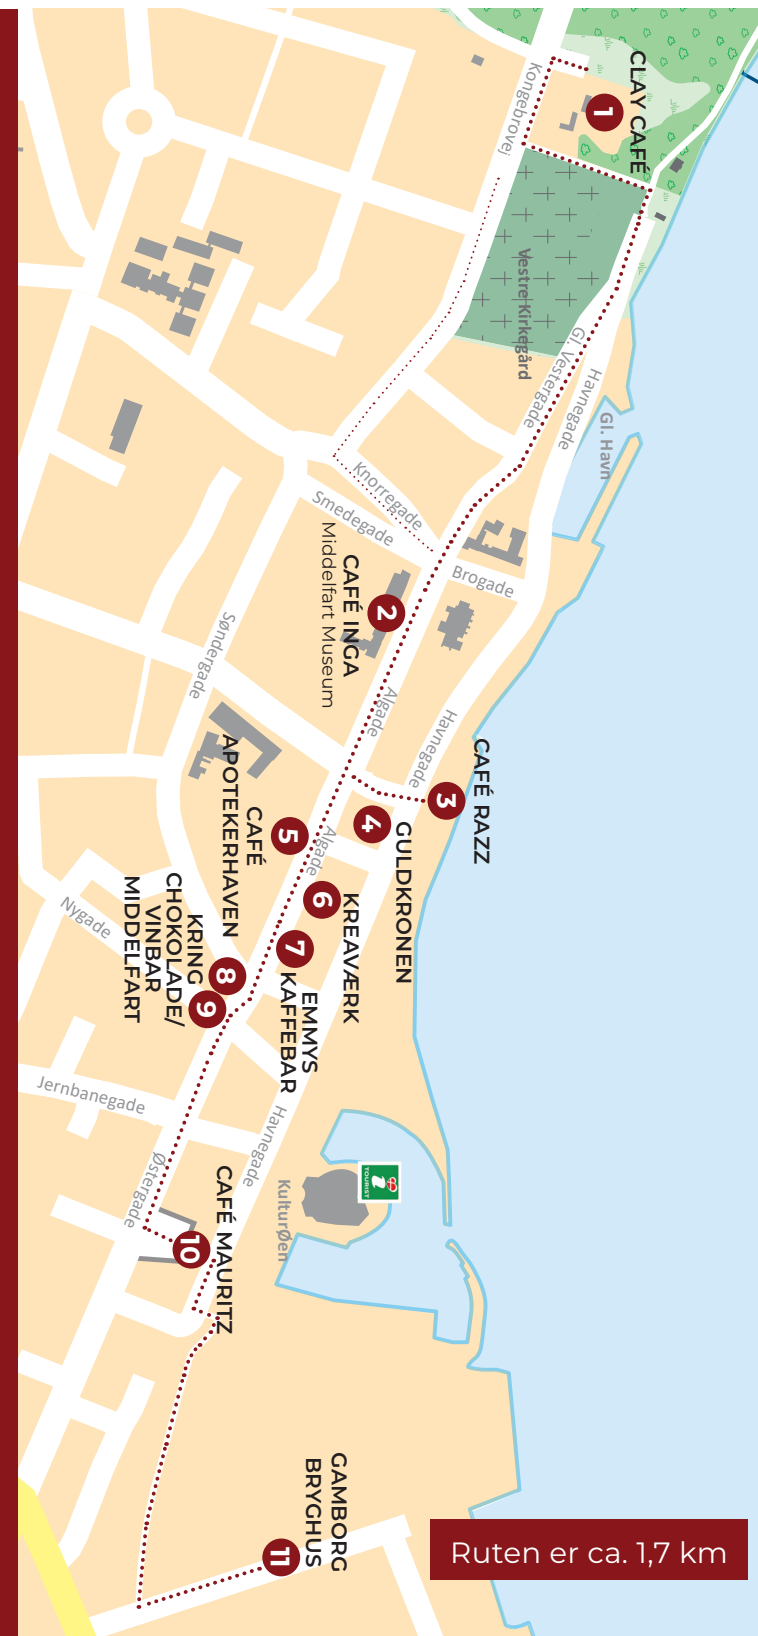 CLAY CAFÉ
1
Kongebrovej
Vestre Kirkegård
Gl. Vestergade
Havnegade
Gl. Havn
Knorregade
Smedegade
Brogade
CAFÉ INGA
Middelfart Museum
2
Algade
Søndergade
Havnegade
CAFÉ RAZZ
3
GULDKRONEN
4
CAFÉ
APOTEKERHAVEN
5
Algade
KREAVÆRK
6
EMMYS
KAFFEBAR
7
KRING
CHOKOLADE/
VINBAR
MIDDELFART
8
9
Nygade
Jernbanegade
Østergade
Havnegade
KulturØen
TOURIST
CAFÉ MAURITZ
10
GAMBORG
BRYGHUS
11
Ruten er ca. 1,7 km